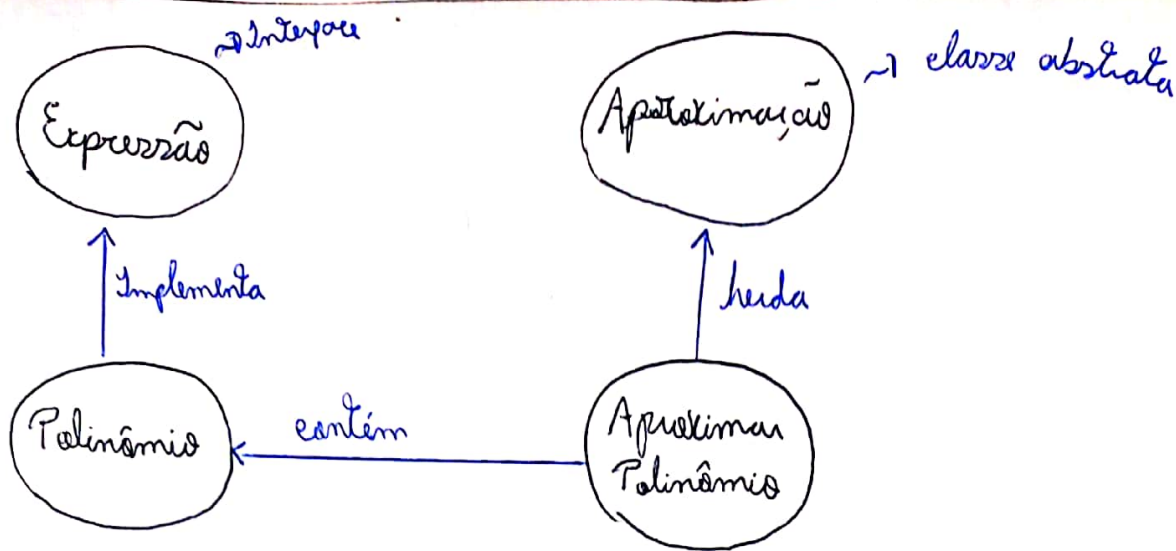 Interface
Expressão
Implementa
Polinômio
contém
Aproximação
classe abstrata
herda
Aproximar
Polinômio